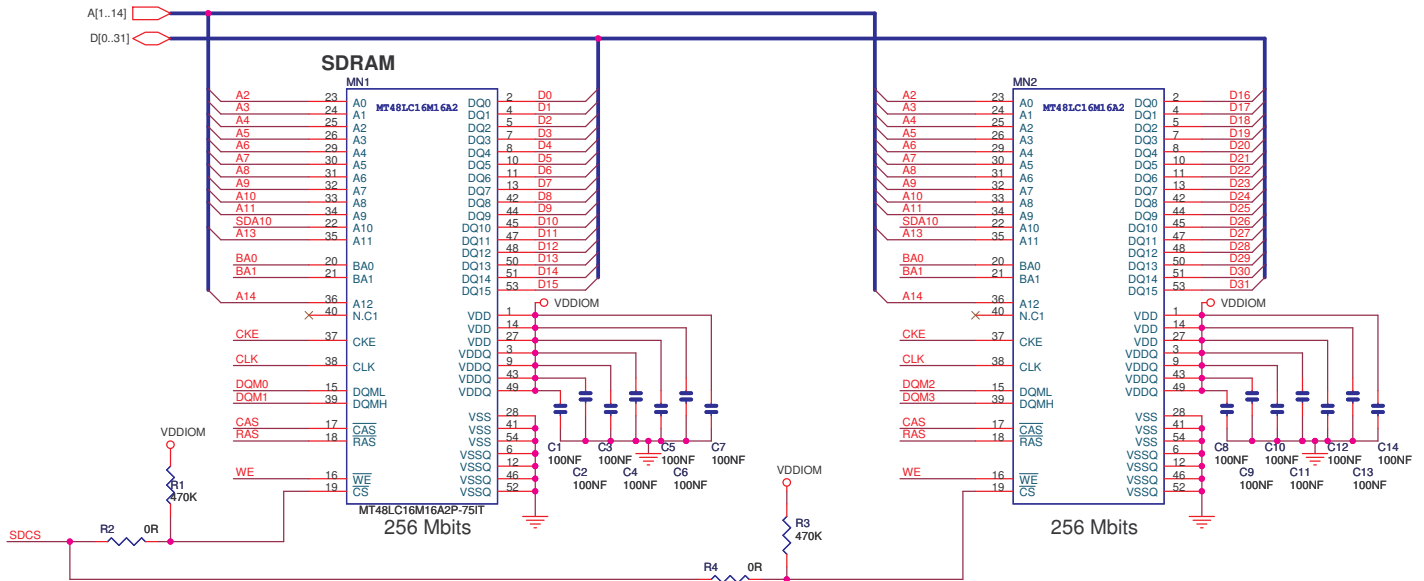 A[1..14]
D[0..31]
SDRAM
MN1
MT48LC16M16A2
A2 23 A0 DQ0 2 D0
A3 24 A1 DQ1 4 D1
A4 25 A2 DQ2 5 D2
A5 26 A3 DQ3 7 D3
A6 29 A4 DQ4 8 D4
A7 30 A5 DQ5 10 D5
A8 31 A6 DQ6 11 D6
A9 32 A7 DQ7 13 D7
A10 33 A8 DQ8 42 D8
A11 34 A9 DQ9 44 D9
SDA10 22 A10 DQ10 45 D10
A13 35 A11 DQ11 47 D11
DQ12 48 D12
BA0 20 BA0 DQ13 50 D13
BA1 21 BA1 DQ14 51 D14
DQ15 53 D15
A14 36 A12 VDDIOM
40 N.C1 VDD 1
VDD 14
CKE 37 CKE VDD 27
VDDQ 3
CLK 38 CLK VDDQ 9
VDDQ 43
DQM0 15 DQML VDDQ 49
DQM1 39 DQMH
VSS 28
CAS 17 CAS VSS 41
RAS 18 RAS VSS 54
VSSQ 6
VSSQ 12
WE 16 WE VSSQ 46
19 CS VSSQ 52
MT48LC16M16A2P-75IT
256 Mbits
C1 C3 C5 C7
100NF 100NF 100NF 100NF
C2 C4 C6
100NF 100NF 100NF
VDDIOM
R1
470K
R2 0R
SDCS
MN2
MT48LC16M16A2
A2 23 A0 DQ0 2 D16
A3 24 A1 DQ1 4 D17
A4 25 A2 DQ2 5 D18
A5 26 A3 DQ3 7 D19
A6 29 A4 DQ4 8 D20
A7 30 A5 DQ5 10 D21
A8 31 A6 DQ6 11 D22
A9 32 A7 DQ7 13 D23
A10 33 A8 DQ8 42 D24
A11 34 A9 DQ9 44 D25
SDA10 22 A10 DQ10 45 D26
A13 35 A11 DQ11 47 D27
DQ12 48 D28
BA0 20 BA0 DQ13 50 D29
BA1 21 BA1 DQ14 51 D30
DQ15 53 D31
A14 36 A12 VDDIOM
40 N.C1 VDD 1
VDD 14
CKE 37 CKE VDD 27
VDDQ 3
CLK 38 CLK VDDQ 9
VDDQ 43
DQM2 15 DQML VDDQ 49
DQM3 39 DQMH
VSS 28
CAS 17 CAS VSS 41
RAS 18 RAS VSS 54
VSSQ 6
VSSQ 12
WE 16 WE VSSQ 46
19 CS VSSQ 52
256 Mbits
C8 C10 C12 C14
100NF 100NF 100NF 100NF
C9 C11 C13
100NF 100NF 100NF
VDDIOM
R3
470K
R4 0R